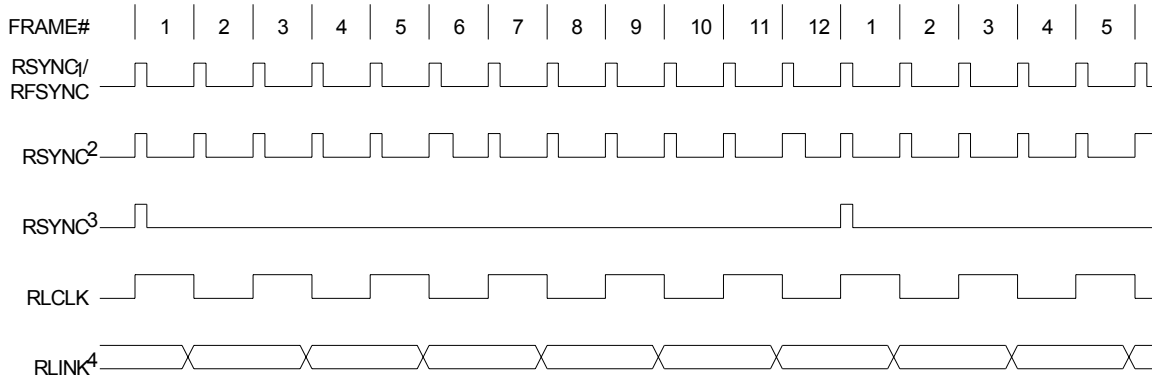 FRAME# 1 2 3 4 5 6 7 8 9 10 11 12 1 2 3 4 5
RSYNC1/
RFSYNC
RSYNC2
RSYNC3
RLCLK
RLINK4